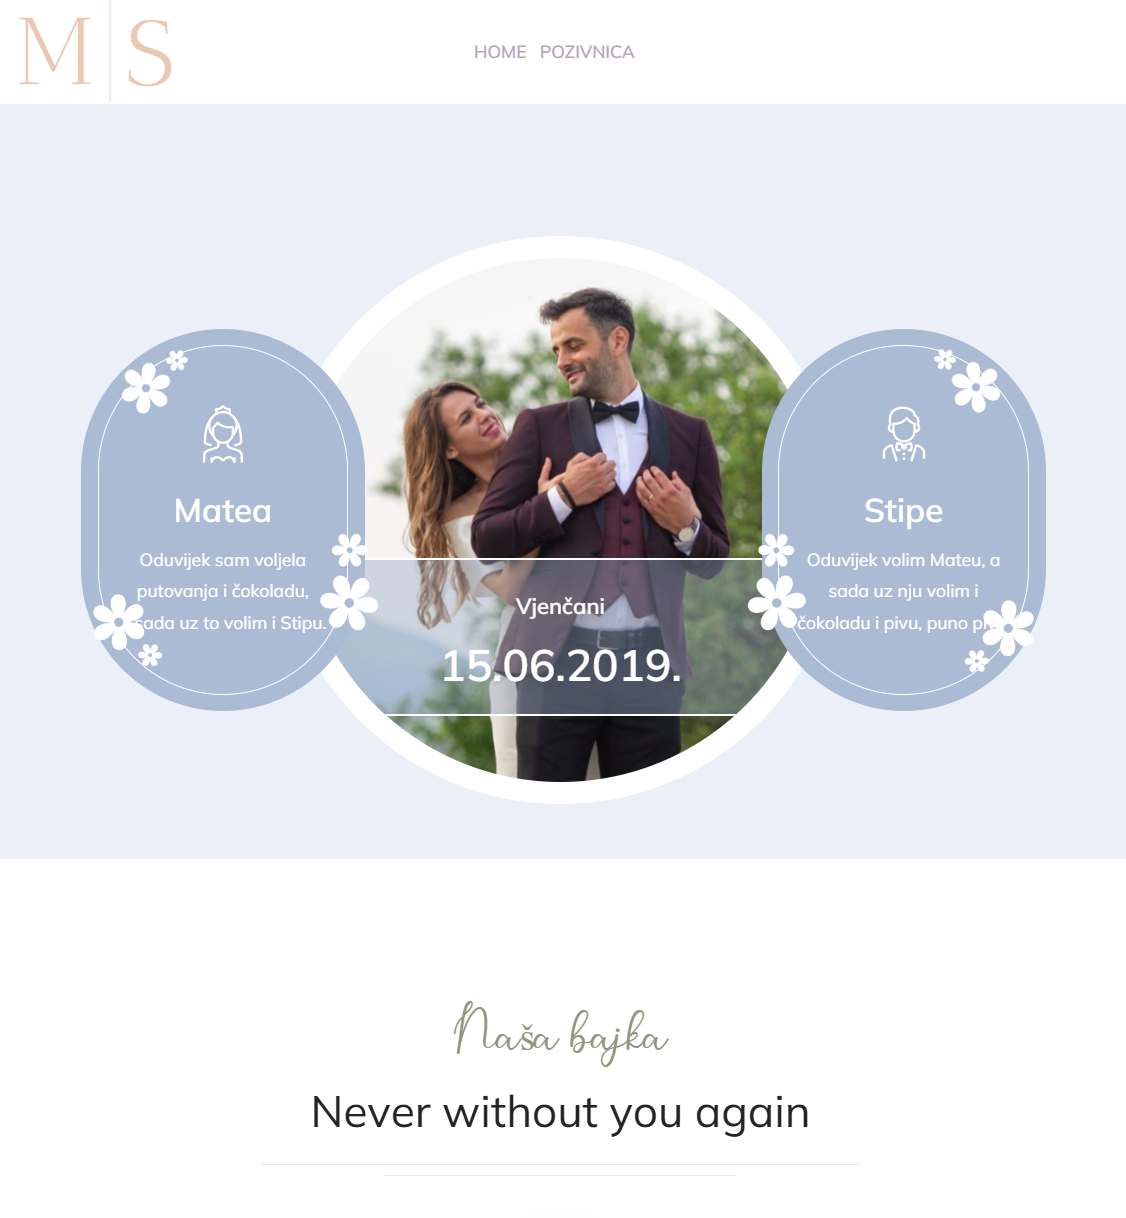 M S
HOME POZIVNICA
Matea
Oduvijek sam voljela
putovanja i čokoladu,
sada uz to volim i Stipu.
Vjenčani
15.06.2019.
Stipe
Oduvijek volim Mateu, a
sada uz nju volim i
čokoladu i pivu, puno
Naša bajka
Never without you again